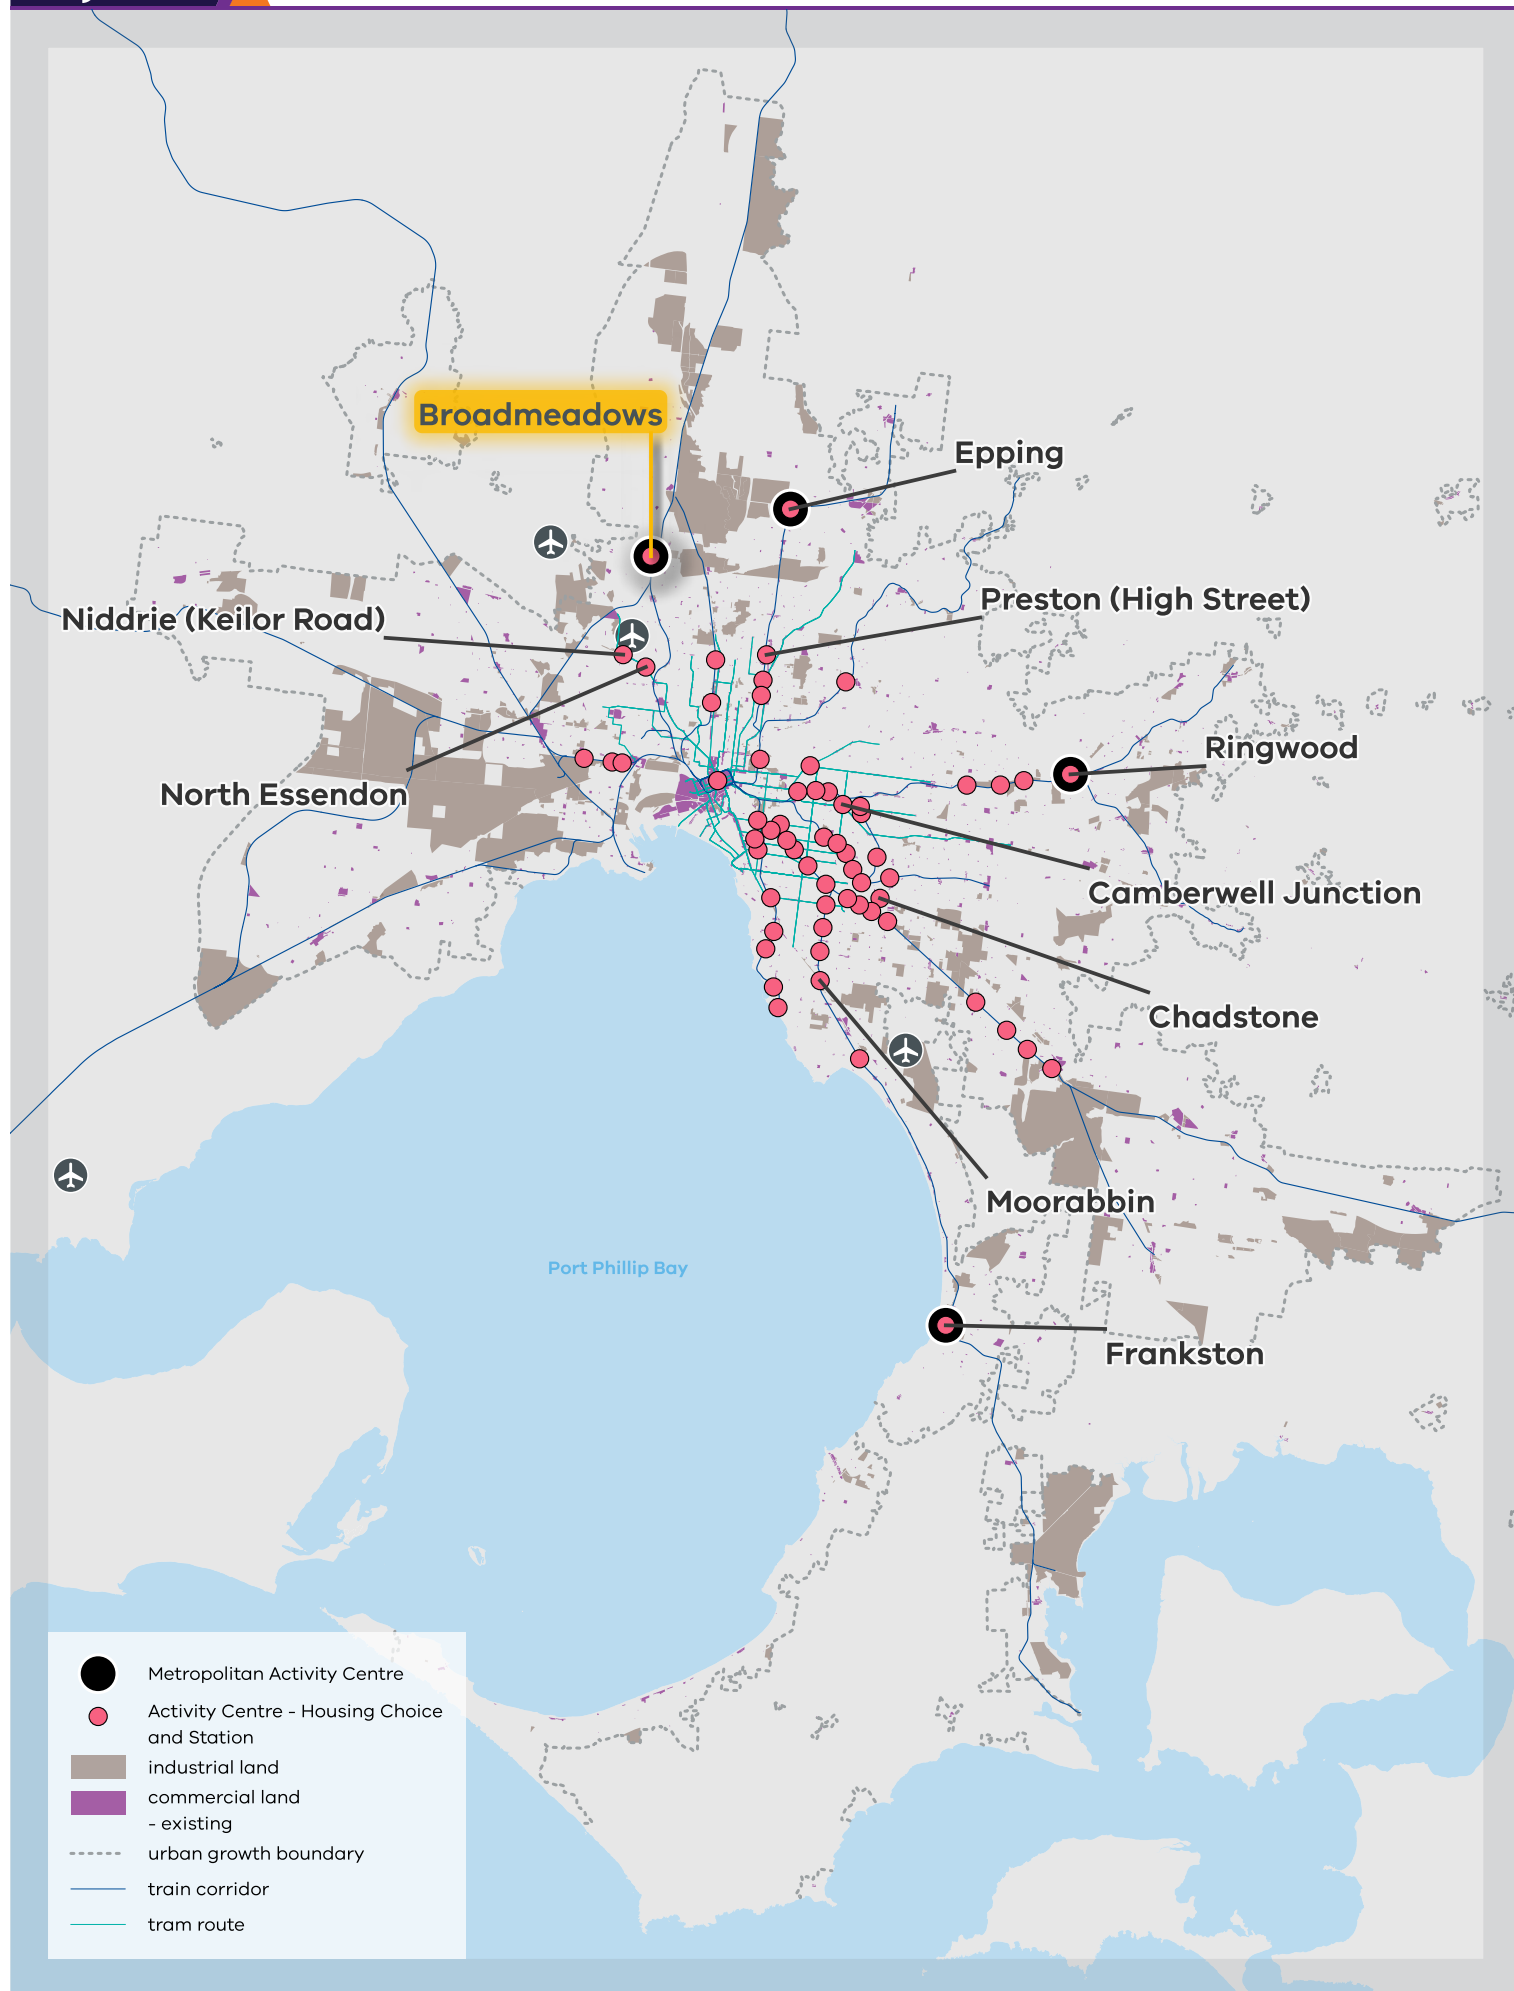 Broadmeadows
Epping
Preston (High Street)
Niddrie (Keilor Road)
Ringwood
North Essendon
Camberwell Junction
Chadstone
Moorabbin
Port Phillip Bay
Frankston
Metropolitan Activity Centre
Activity Centre - Housing Choice
and Station
industrial land
commercial land
- existing
urban growth boundary
train corridor
tram route